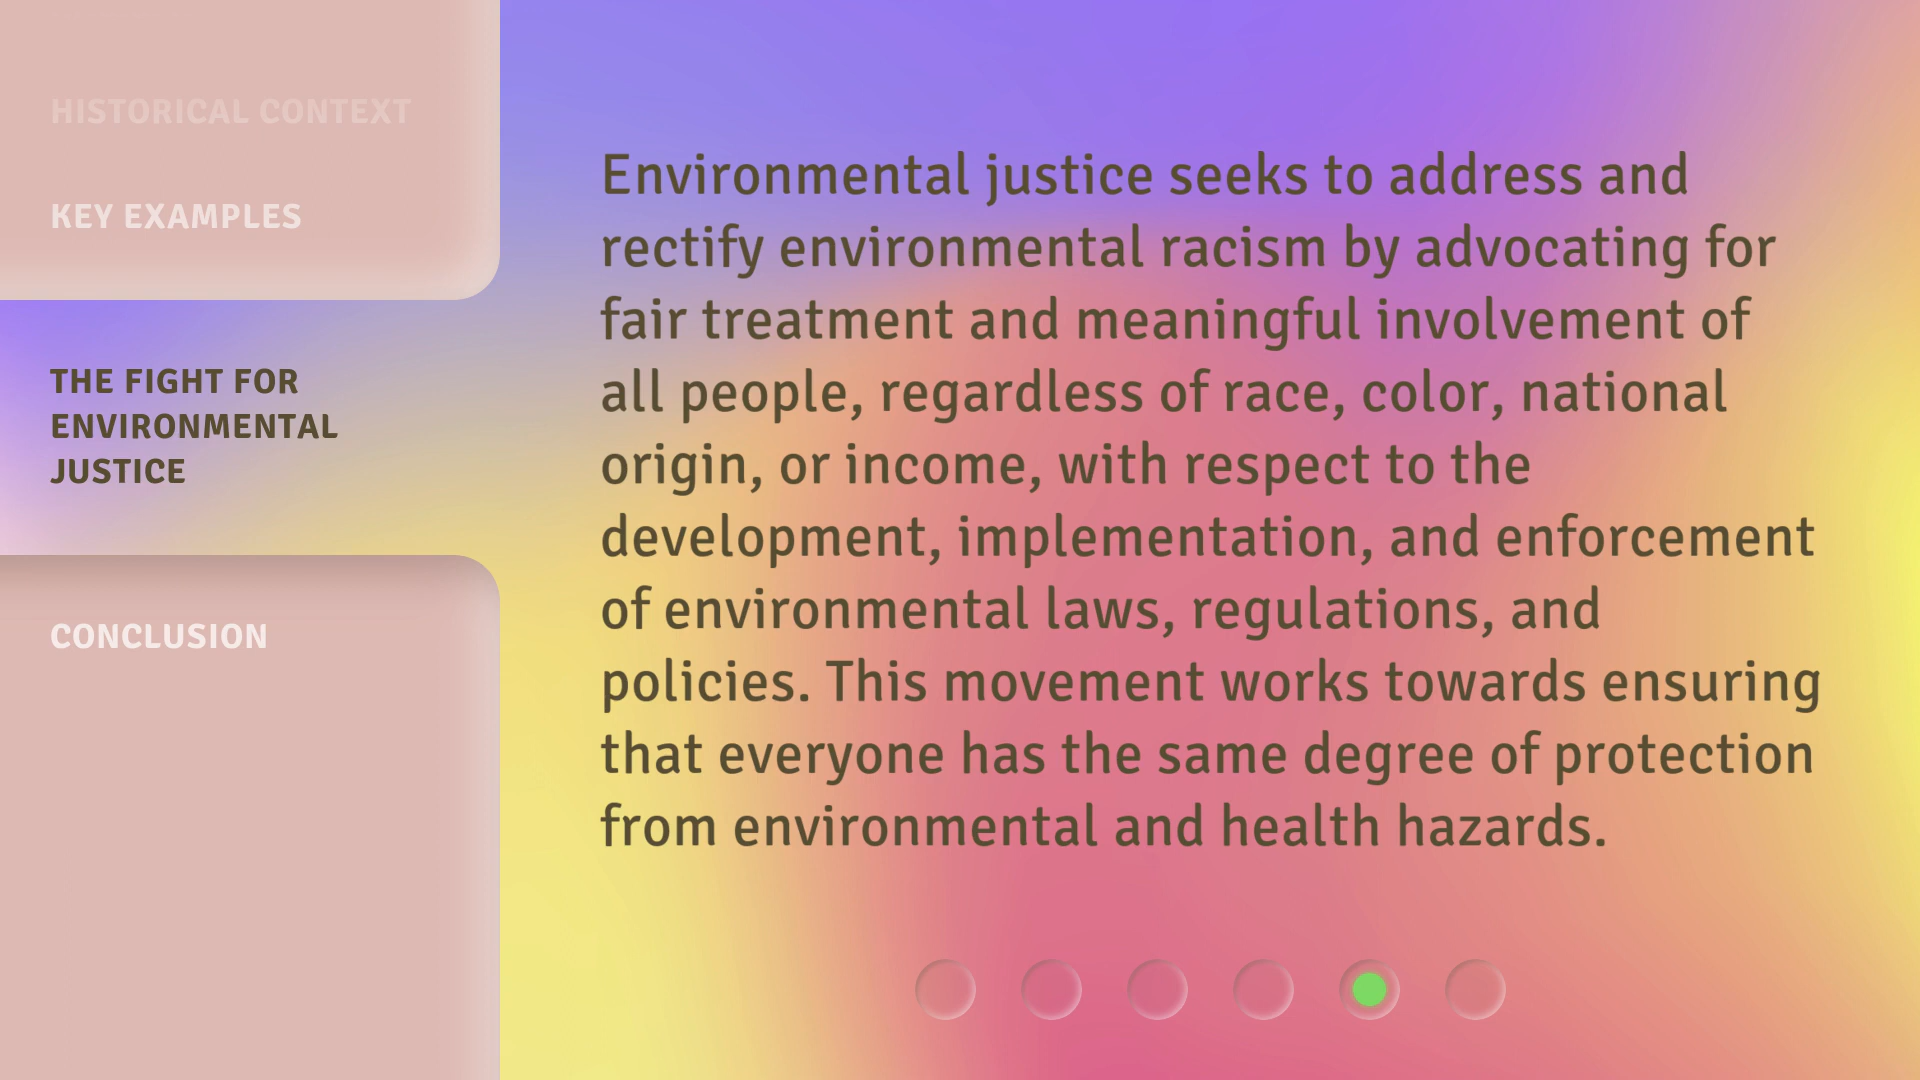 HISTORICAL CONTEXT
KEY EXAMPLES
THE FIGHT FOR
ENVIRONMENTAL
JUSTICE
CONCLUSION
Environmental justice seeks to address and
rectify environmental racism by advocating for
fair treatment and meaningful involvement of
all people, regardless of race, color, national
origin, or income, with respect to the
development, implementation, and enforcement
of environmental laws, regulations, and
policies. This movement works towards ensuring
that everyone has the same degree of protection
from environmental and health hazards.